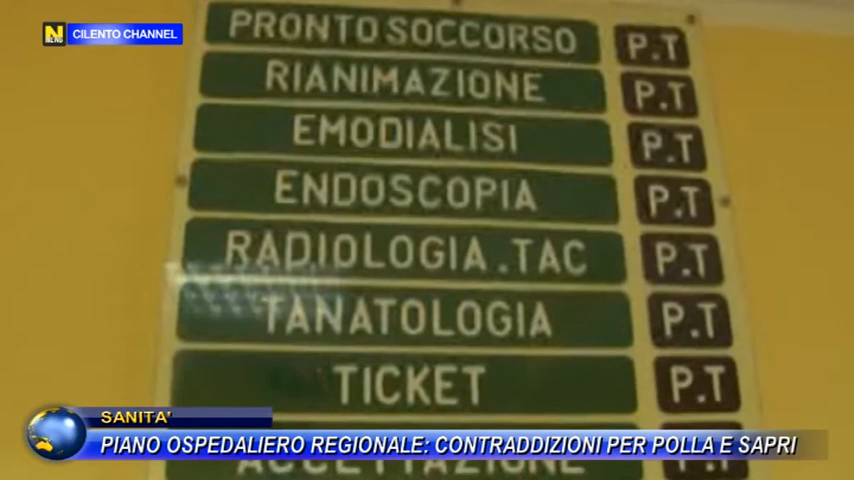 N
CILENTO CHANNEL
PRONTO SOCCORSO P.T
RIANIMAZIONE P.T
EMODIALISI P.T
ENDOSCOPIA P.T
RADIOLOGIA.TAC P.T
TANATOLOGIA P.T
TICKET P.T
SANITA'
PIANO OSPEDALIERO REGIONALE: CONTRADDIZIONI PER POLLA E SAPRI
ACCETTAZIONE P.T